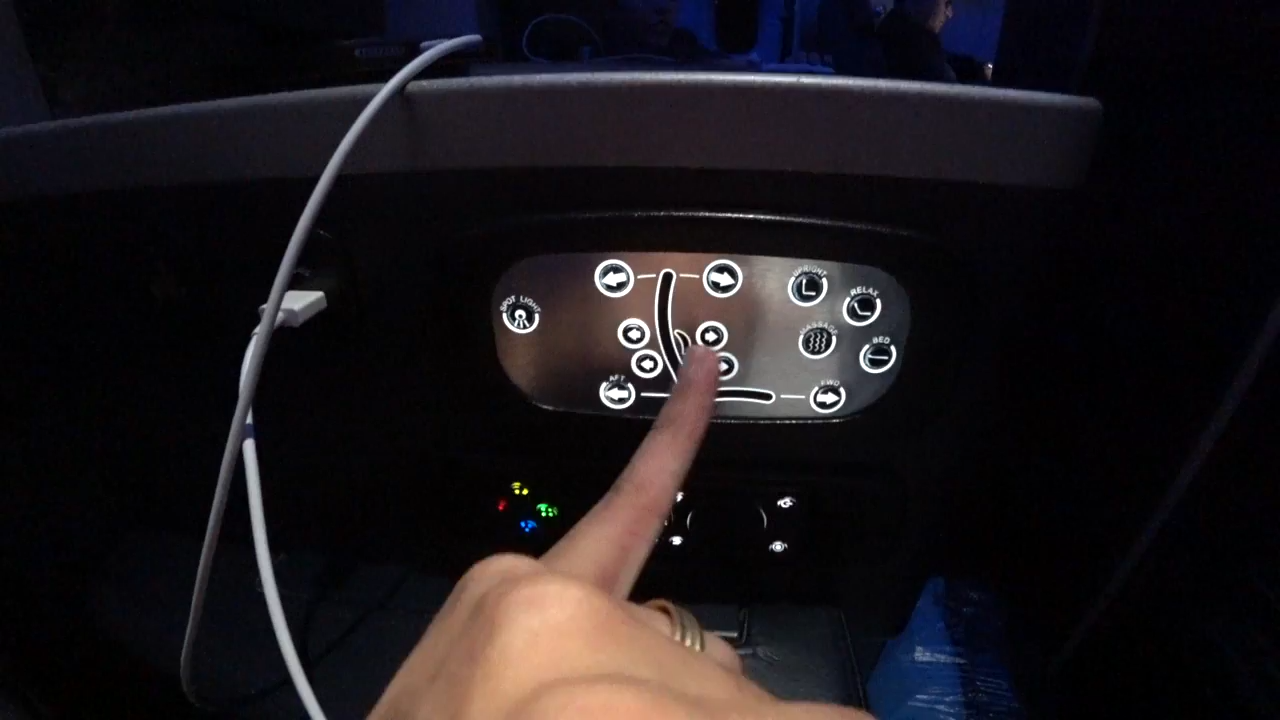 UPRIGHT
RELAX
SPOT LIGHT
MASSAGE
BED
AFT
FWD